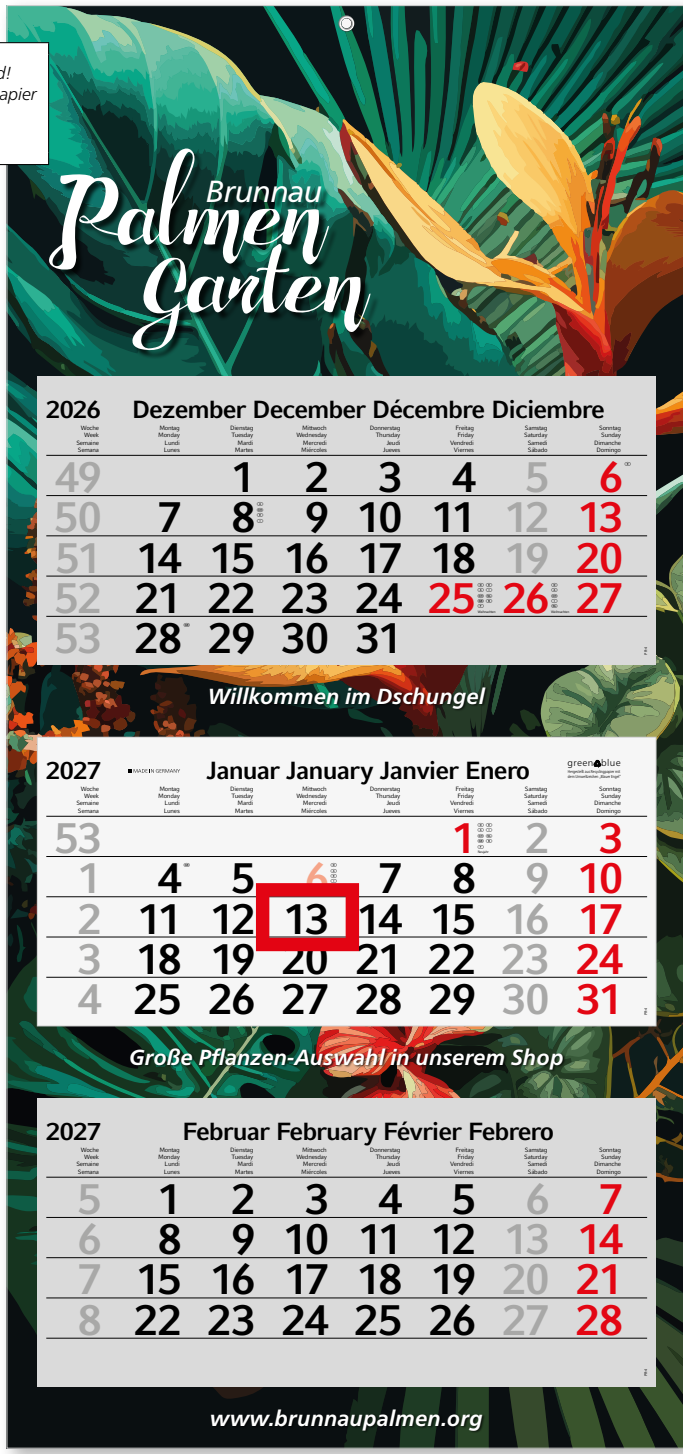 d!
apier
Brunnau
Palmen
Garten
2026 Dezember December Décembre Diciembre
Woche Montag Dienstag Mittwoch Donnerstag Freitag Samstag Sonntag
Week Monday Tuesday Wednesday Thursday Friday Saturday Sunday
Semaine Lundi Mardi Mercredi Jeudi Vendredi Samedi Dimanche
Semana Lunes Martes Miércoles Jueves Viernes Sábado Domingo
49 1 2 3 4 5 6
50 7 8 9 10 11 12 13
51 14 15 16 17 18 19 20
52 21 22 23 24 25 26 27
53 28 29 30 31
Willkommen im Dschungel
2027 MADE IN GERMANY Januar January Janvier Enero green blue
Hergestellt aus Recyclingpapier mit
dem Umweltzeichen „Blauer Engel"
Woche Montag Dienstag Mittwoch Donnerstag Freitag Samstag Sonntag
Week Monday Tuesday Wednesday Thursday Friday Saturday Sunday
Semaine Lundi Mardi Mercredi Jeudi Vendredi Samedi Dimanche
Semana Lunes Martes Miércoles Jueves Viernes Sábado Domingo
53 1 2 3
1 4 5 6 7 8 9 10
2 11 12 13 14 15 16 17
3 18 19 20 21 22 23 24
4 25 26 27 28 29 30 31
Große Pflanzen-Auswahl in unserem Shop
2027 Februar February Février Febrero
Woche Montag Dienstag Mittwoch Donnerstag Freitag Samstag Sonntag
Week Monday Tuesday Wednesday Thursday Friday Saturday Sunday
Semaine Lundi Mardi Mercredi Jeudi Vendredi Samedi Dimanche
Semana Lunes Martes Miércoles Jueves Viernes Sábado Domingo
5 1 2 3 4 5 6 7
6 8 9 10 11 12 13 14
7 15 16 17 18 19 20 21
8 22 23 24 25 26 27 28
www.brunnaupalmen.org